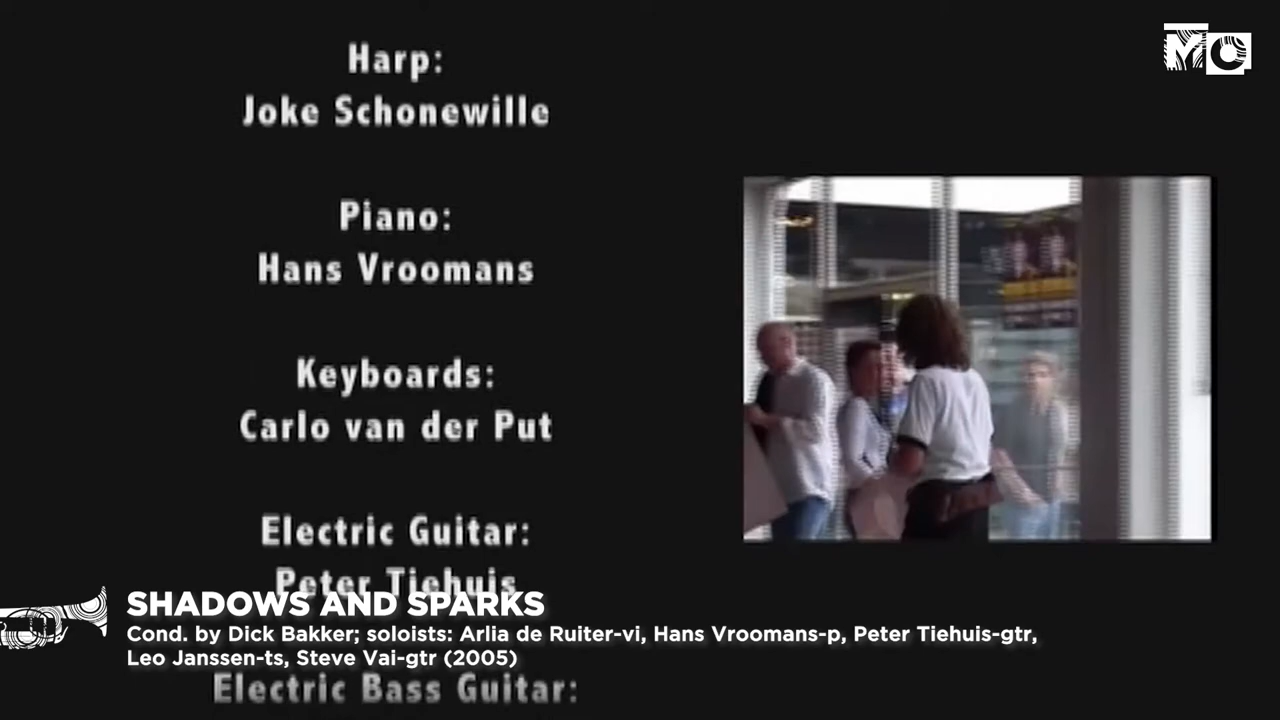 Harp:
Joke Schonewille
Piano:
Hans Vroomans
Keyboards:
Carlo van der Put
Electric Guitar:
Peter Tiehuis
SHADOWS AND SPARKS
Cond. by Dick Bakker; soloists: Arlia de Ruiter-vi, Hans Vroomans-p, Peter Tiehuis-gtr,
Leo Janssen-ts, Steve Vai-gtr (2005)
Electric Bass Guitar:
MO